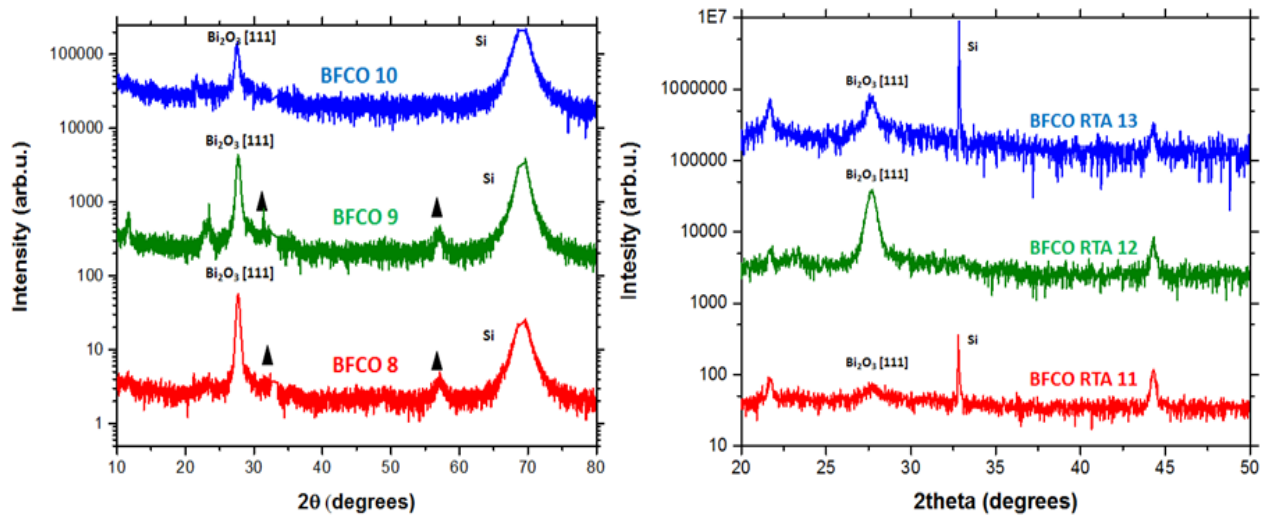 Bi₂O₃ [111]
Si
BFCO 10
100000
10000
Bi₂O₃ [111]
Si
BFCO 9
1000
100
Bi₂O₃ [111]
Si
BFCO 8
10
1
10 20 30 40 50 60 70 80
2θ (degrees)
Intensity (arb.u.)
1E7
Si
Bi₂O₃ [111]
1000000
BFCO RTA 13
100000
Bi₂O₃ [111]
10000
BFCO RTA 12
1000
Si
Bi₂O₃ [111]
BFCO RTA 11
100
10
20 25 30 35 40 45 50
2theta (degrees)
Intesity (arb.u.)